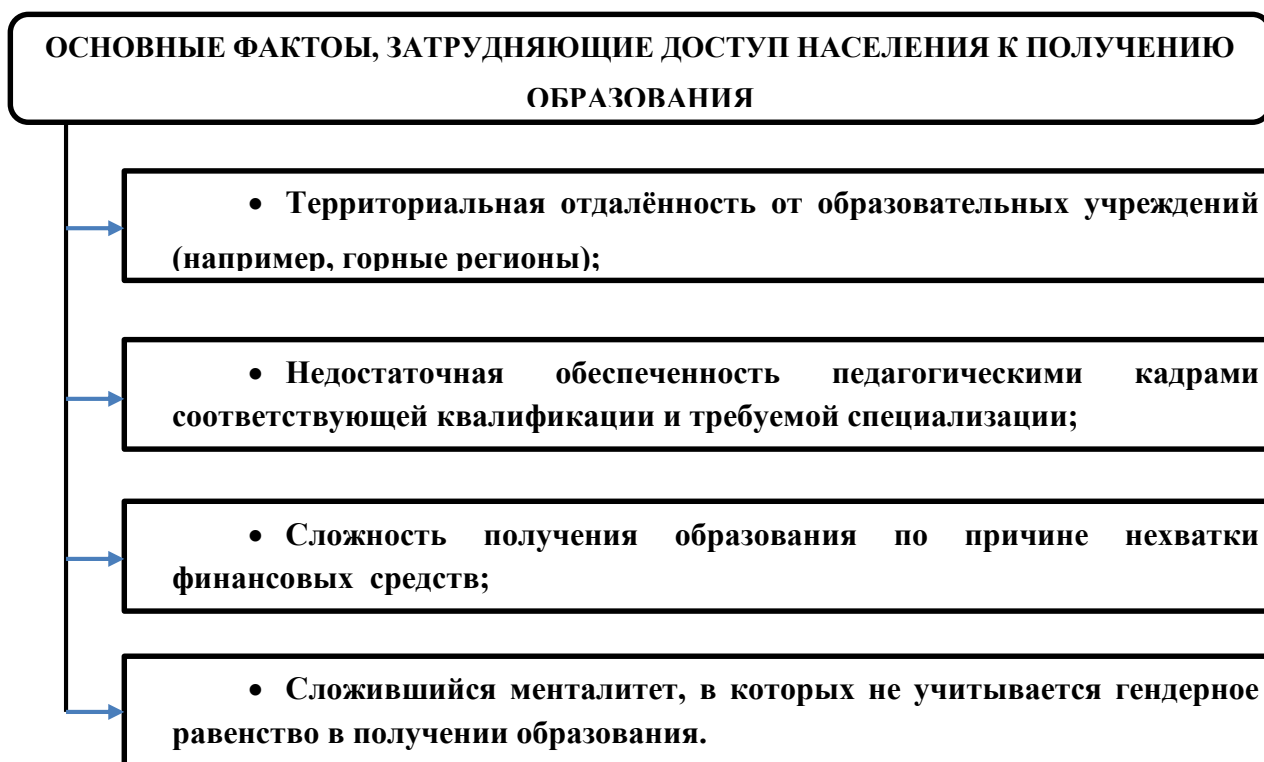 ОСНОВНЫЕ ФАКТОЫ, ЗАТРУДНЯЮЩИЕ ДОСТУП НАСЕЛЕНИЯ К ПОЛУЧЕНИЮ
ОБРАЗОВАНИЯ
• Территориальная отдалённость от образовательных учреждений
(например, горные регионы);
• Недостаточная обеспеченность педагогическими кадрами
соответствующей квалификации и требуемой специализации;
• Сложность получения образования по причине нехватки
финансовых средств;
• Сложившийся менталитет, в которых не учитывается гендерное
равенство в получении образования.